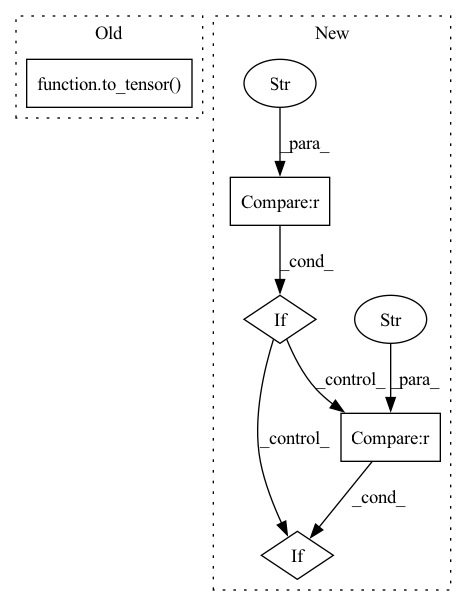 Old
New
function.to_tensor()
Str
_para_
Compare:r
_cond_
If
Str
_control_
_para_
_control_
Compare:r
_cond_
If